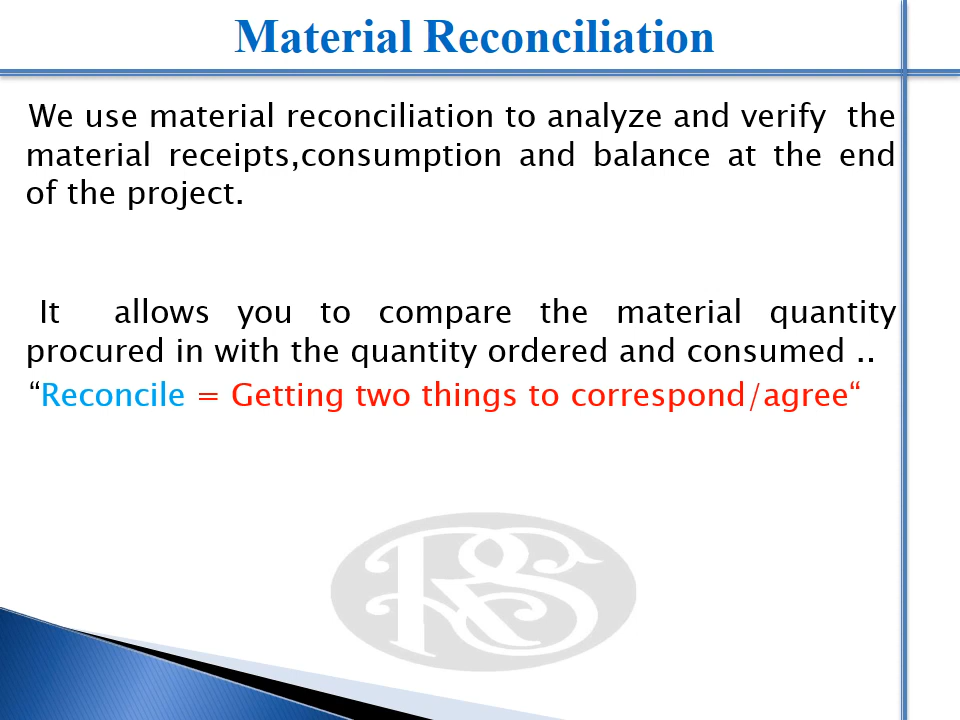 Material Reconciliation
We use material reconciliation to analyze and verify  the
material receipts,consumption and balance at the end
of the project.
It  allows you to compare the material quantity
procured in with the quantity ordered and consumed ..
“Reconcile = Getting two things to correspond/agree“
RS